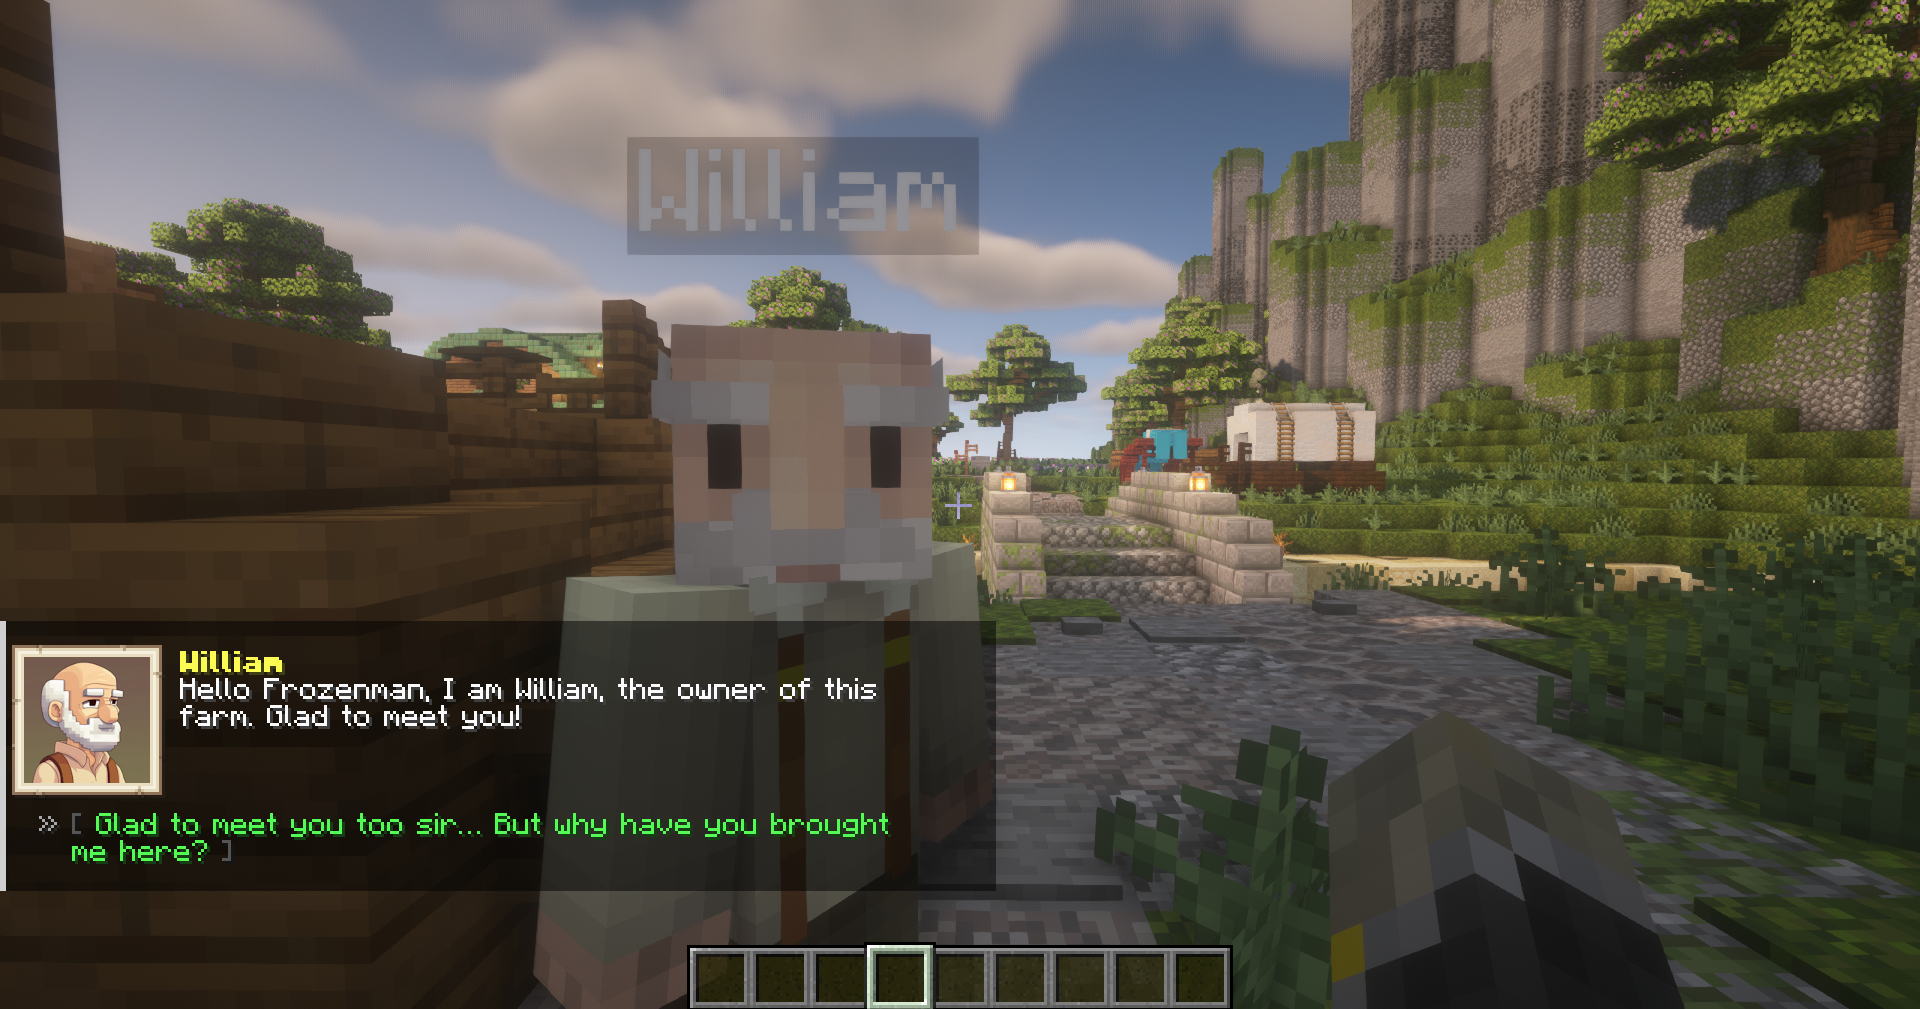 William
William
Hello Frozenman, I am William, the owner of this
farm. Glad to meet you!
» [ Glad to meet you too sir... But why have you brought
me here? ]